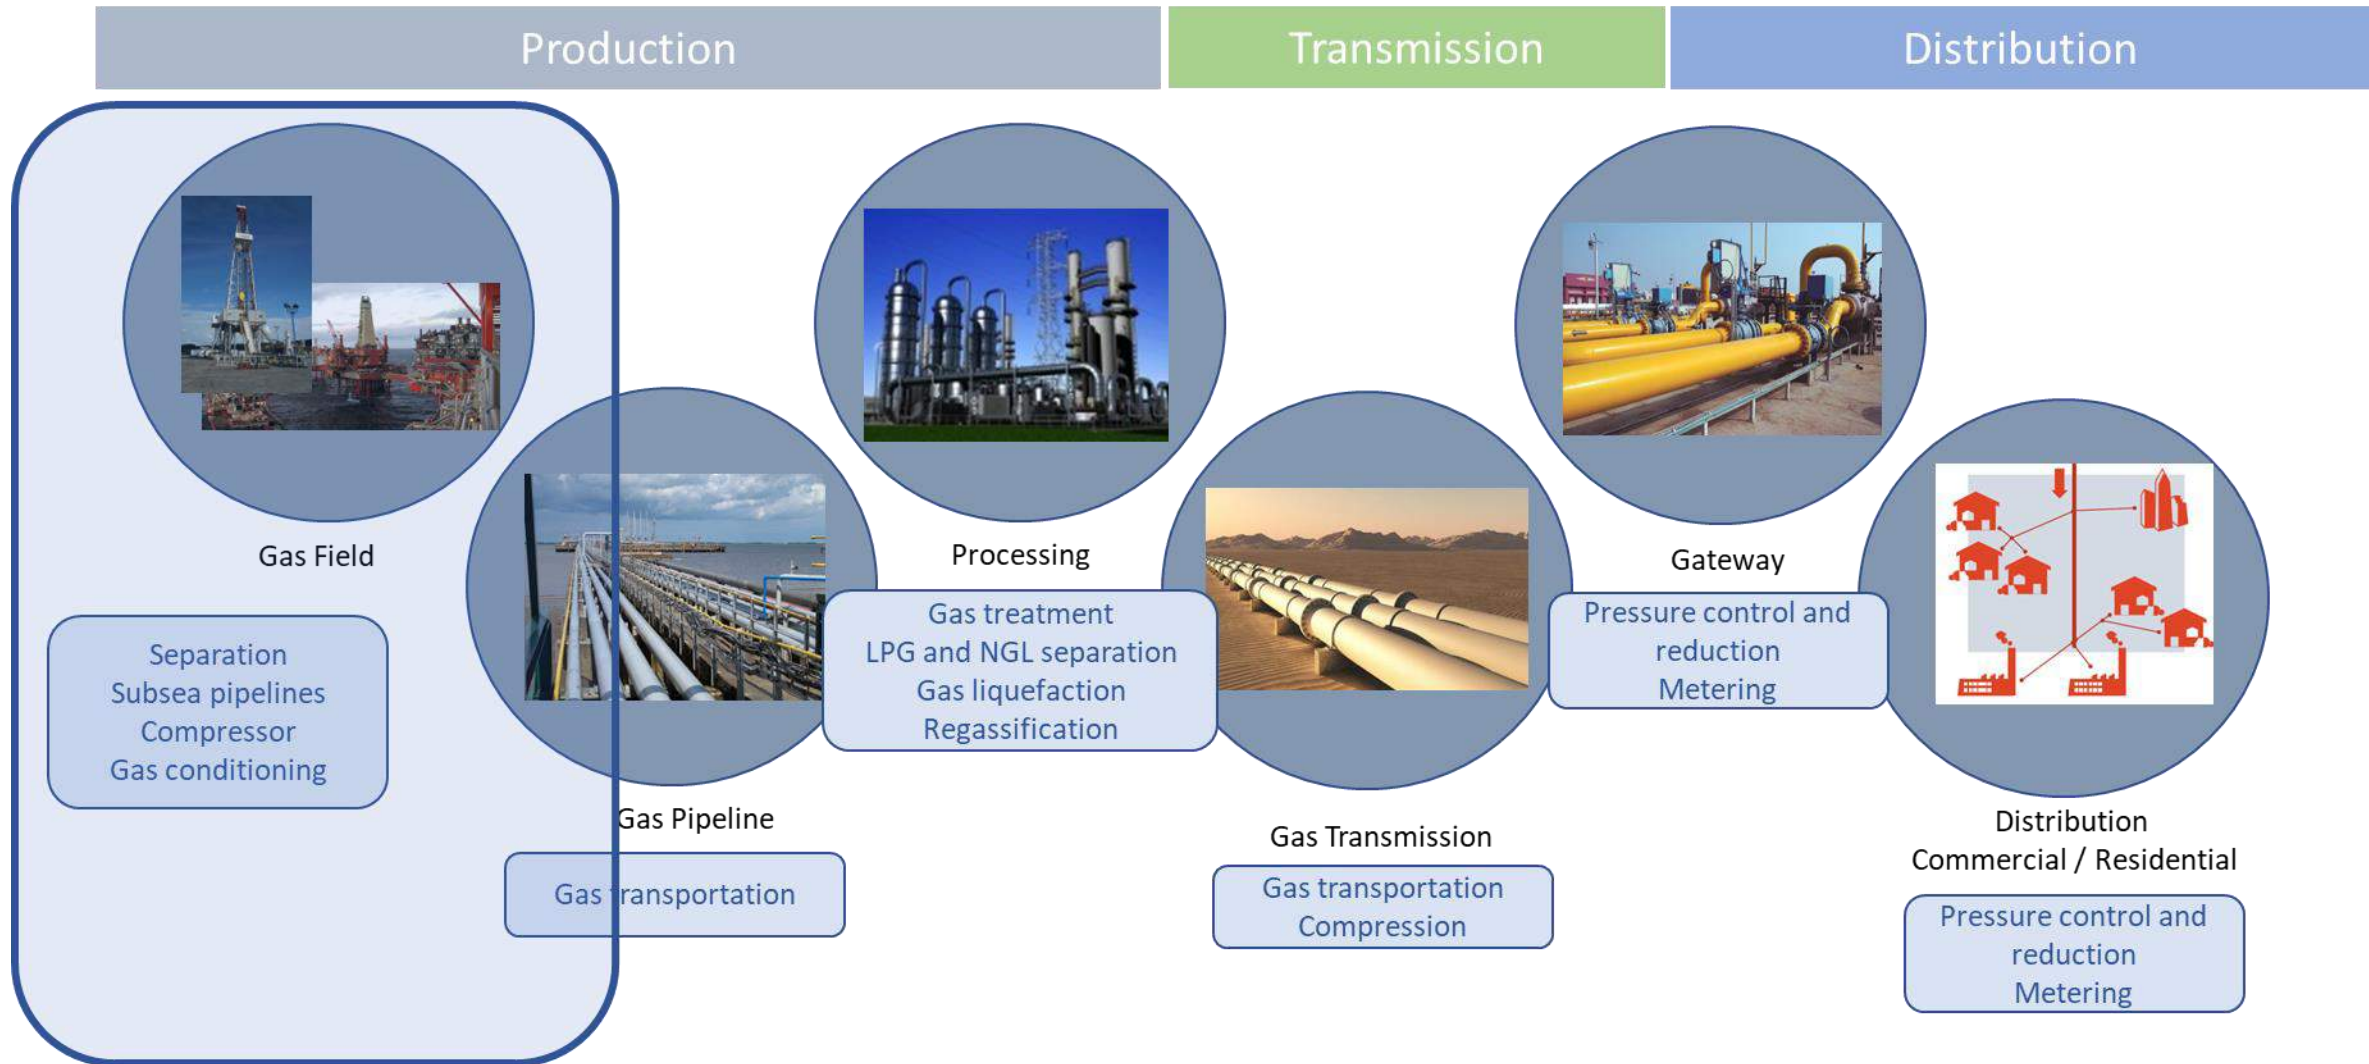 Production
Transmission
Distribution
Gas Field
Separation
Subsea pipelines
Compressor
Gas conditioning
Gas Pipeline
Gas transportation
Processing
Gas treatment
LPG and NGL separation
Gas liquefaction
Regassification
Gas Transmission
Gas transportation
Compression
Gateway
Pressure control and
reduction
Metering
Distribution
Commercial / Residential
Pressure control and
reduction
Metering